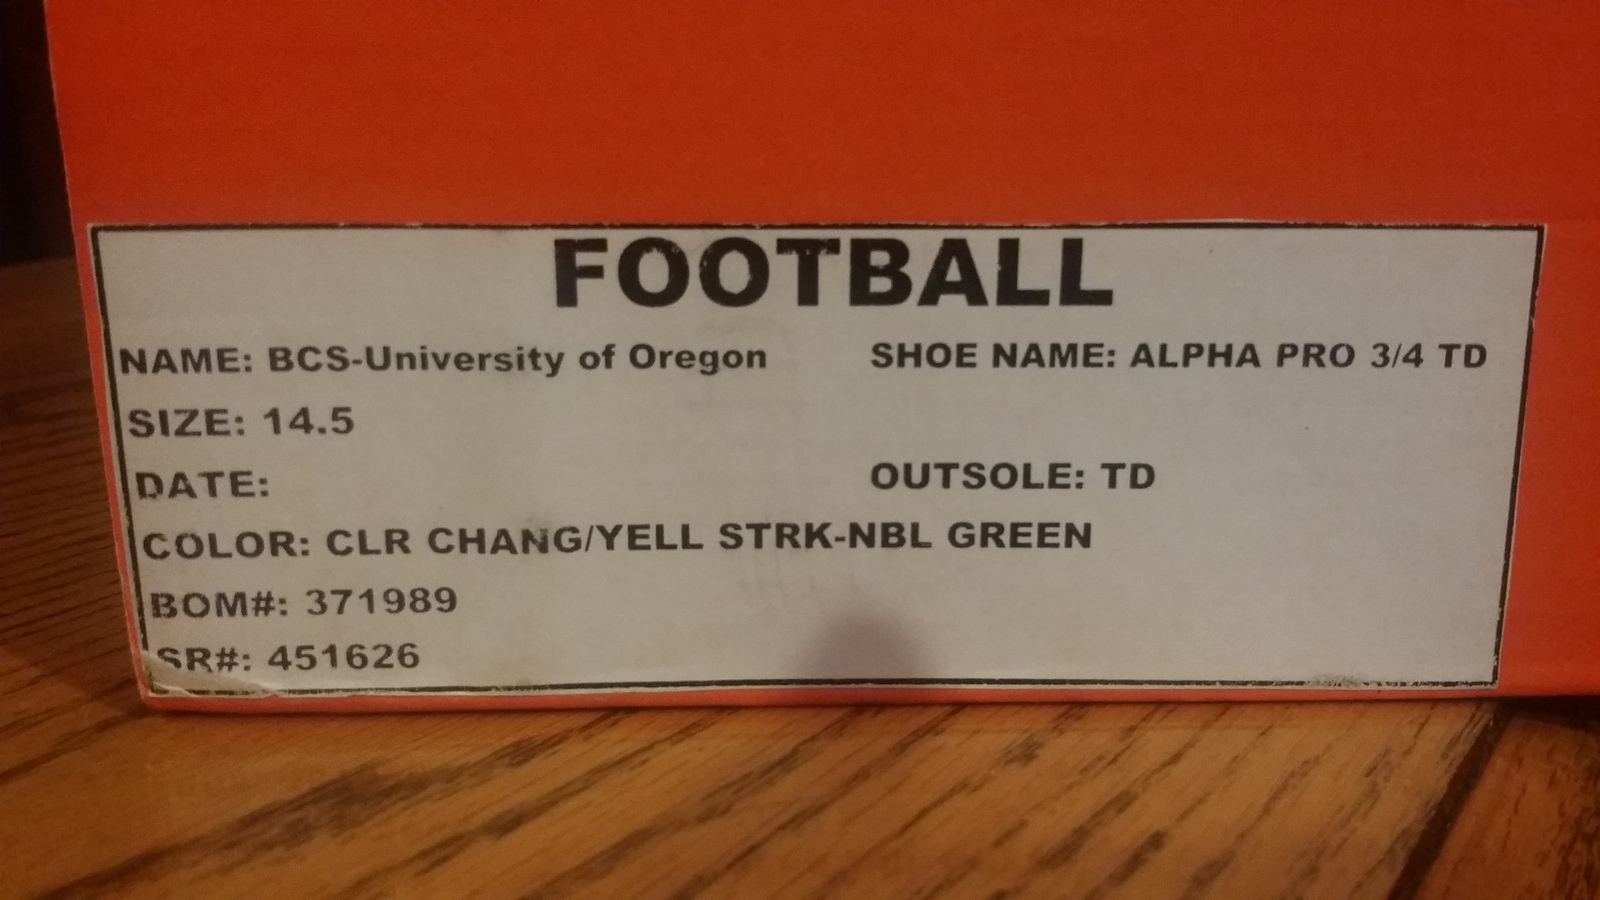 FOOTBALL
NAME: BCS-University of Oregon SHOE NAME: ALPHA PRO 3/4 TD
SIZE: 14.5
DATE: OUTSOLE: TD
COLOR: CLR CHANG/YELL STRK-NBL GREEN
BOM#: 371989
SR#: 451626